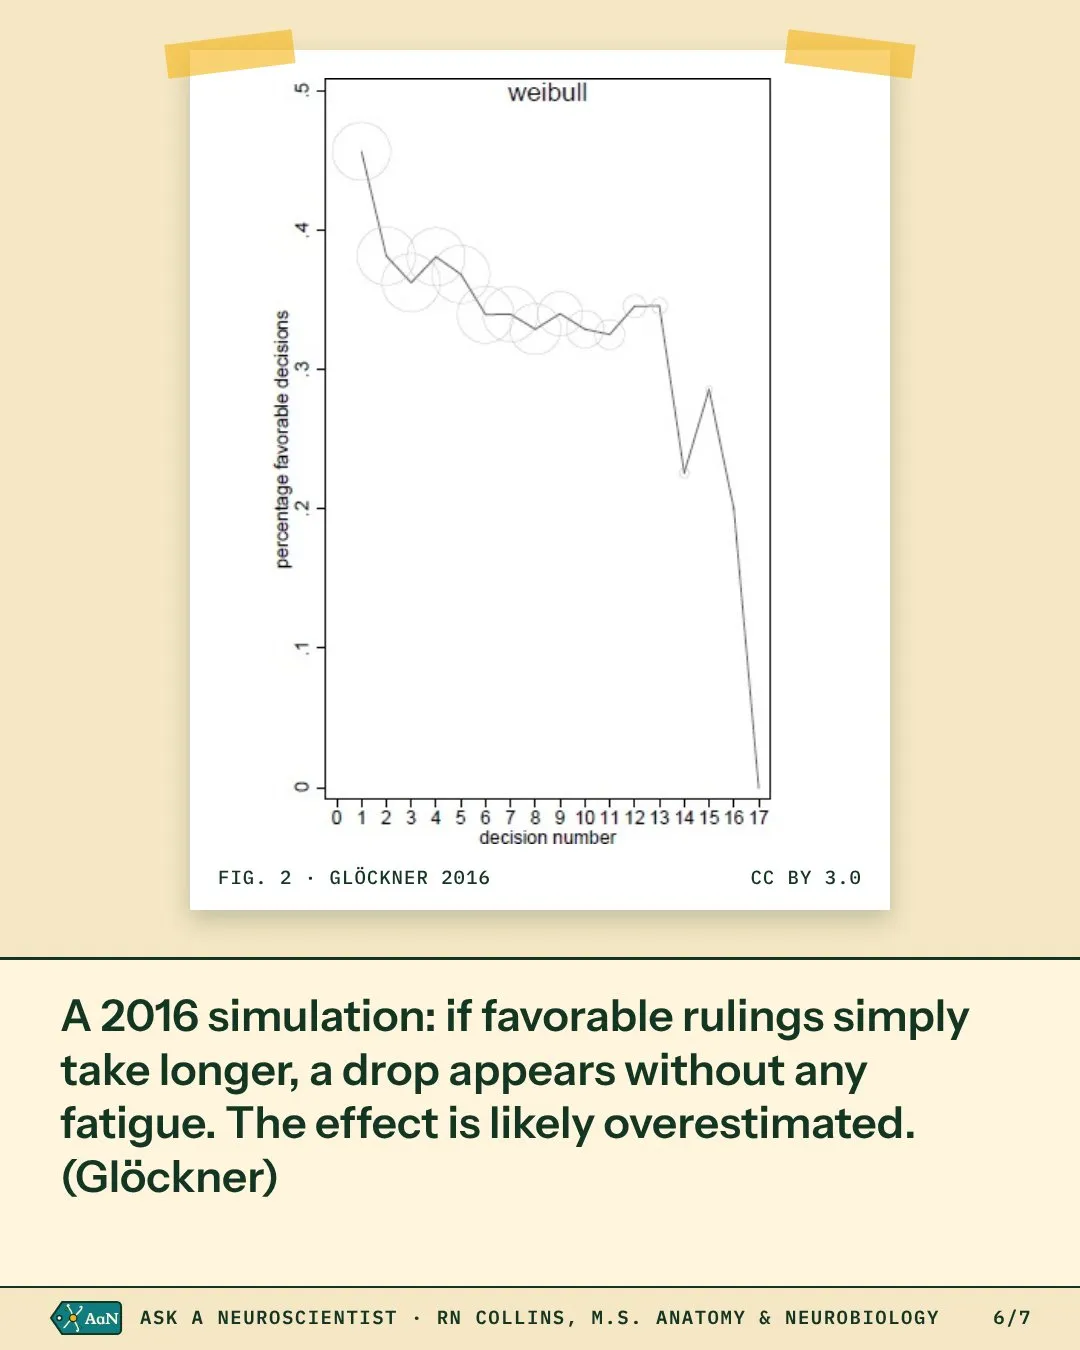 weibull
.5
.4
.3
.2
.1
0
percentage favorable decisions
0 1 2 3 4 5 6 7 8 9 10 11 12 13 14 15 16 17
decision number
FIG. 2 · GLÖCKNER 2016
CC BY 3.0
A 2016 simulation: if favorable rulings simply
take longer, a drop appears without any
fatigue. The effect is likely overestimated.
(Glöckner)
AaN
ASK A NEUROSCIENTIST · RN COLLINS, M.S. ANATOMY & NEUROBIOLOGY
6/7